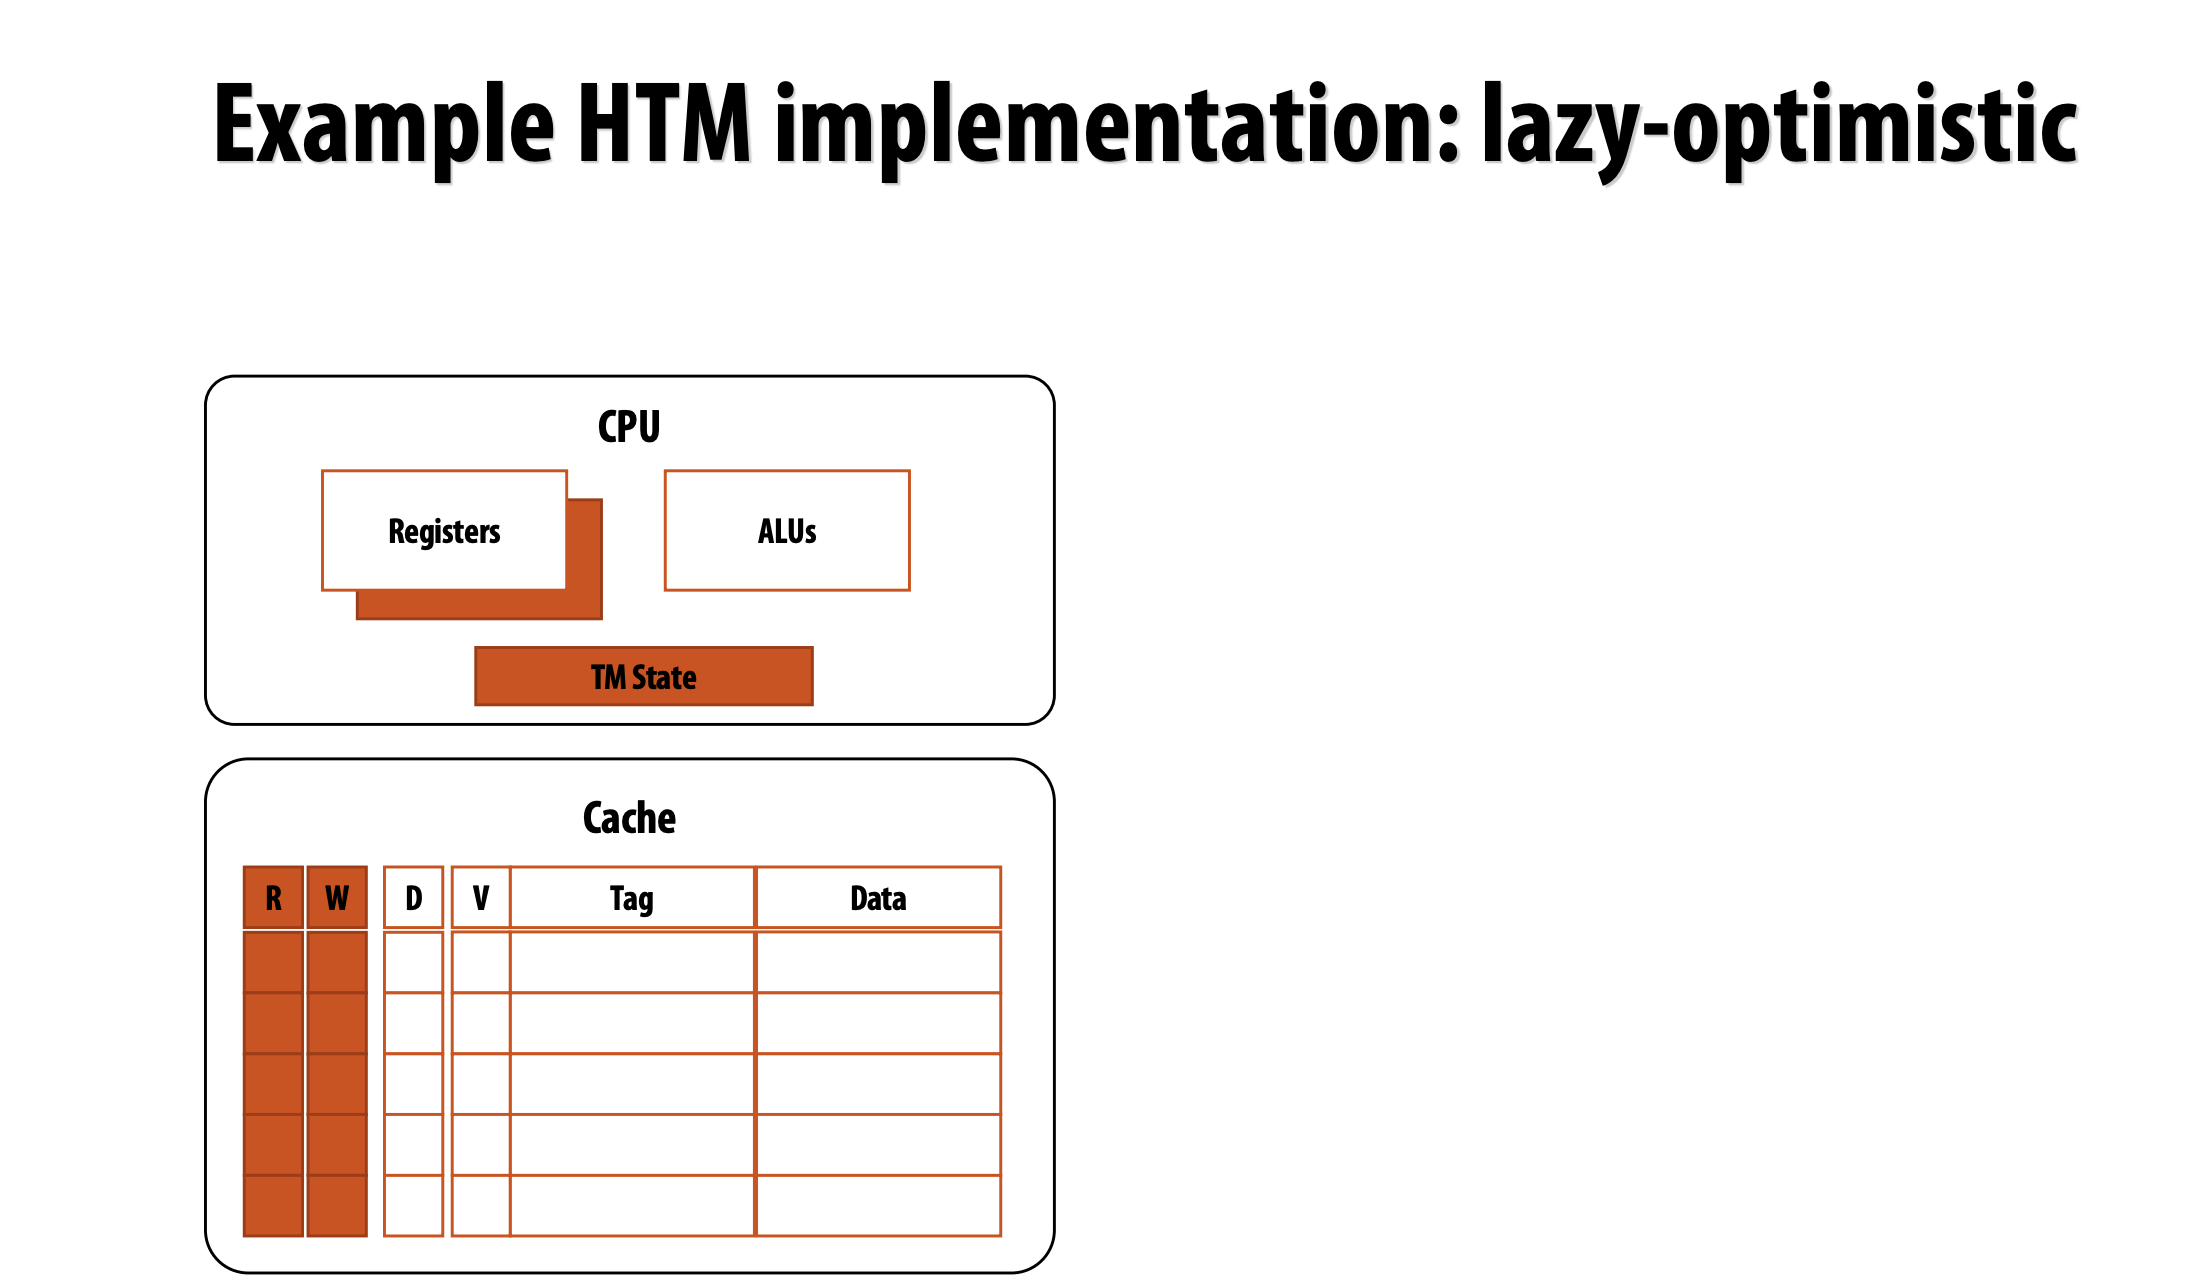 Example HTM implementation: lazy-optimistic
CPU
Registers
ALUs
TM State
Cache
R W D V Tag Data